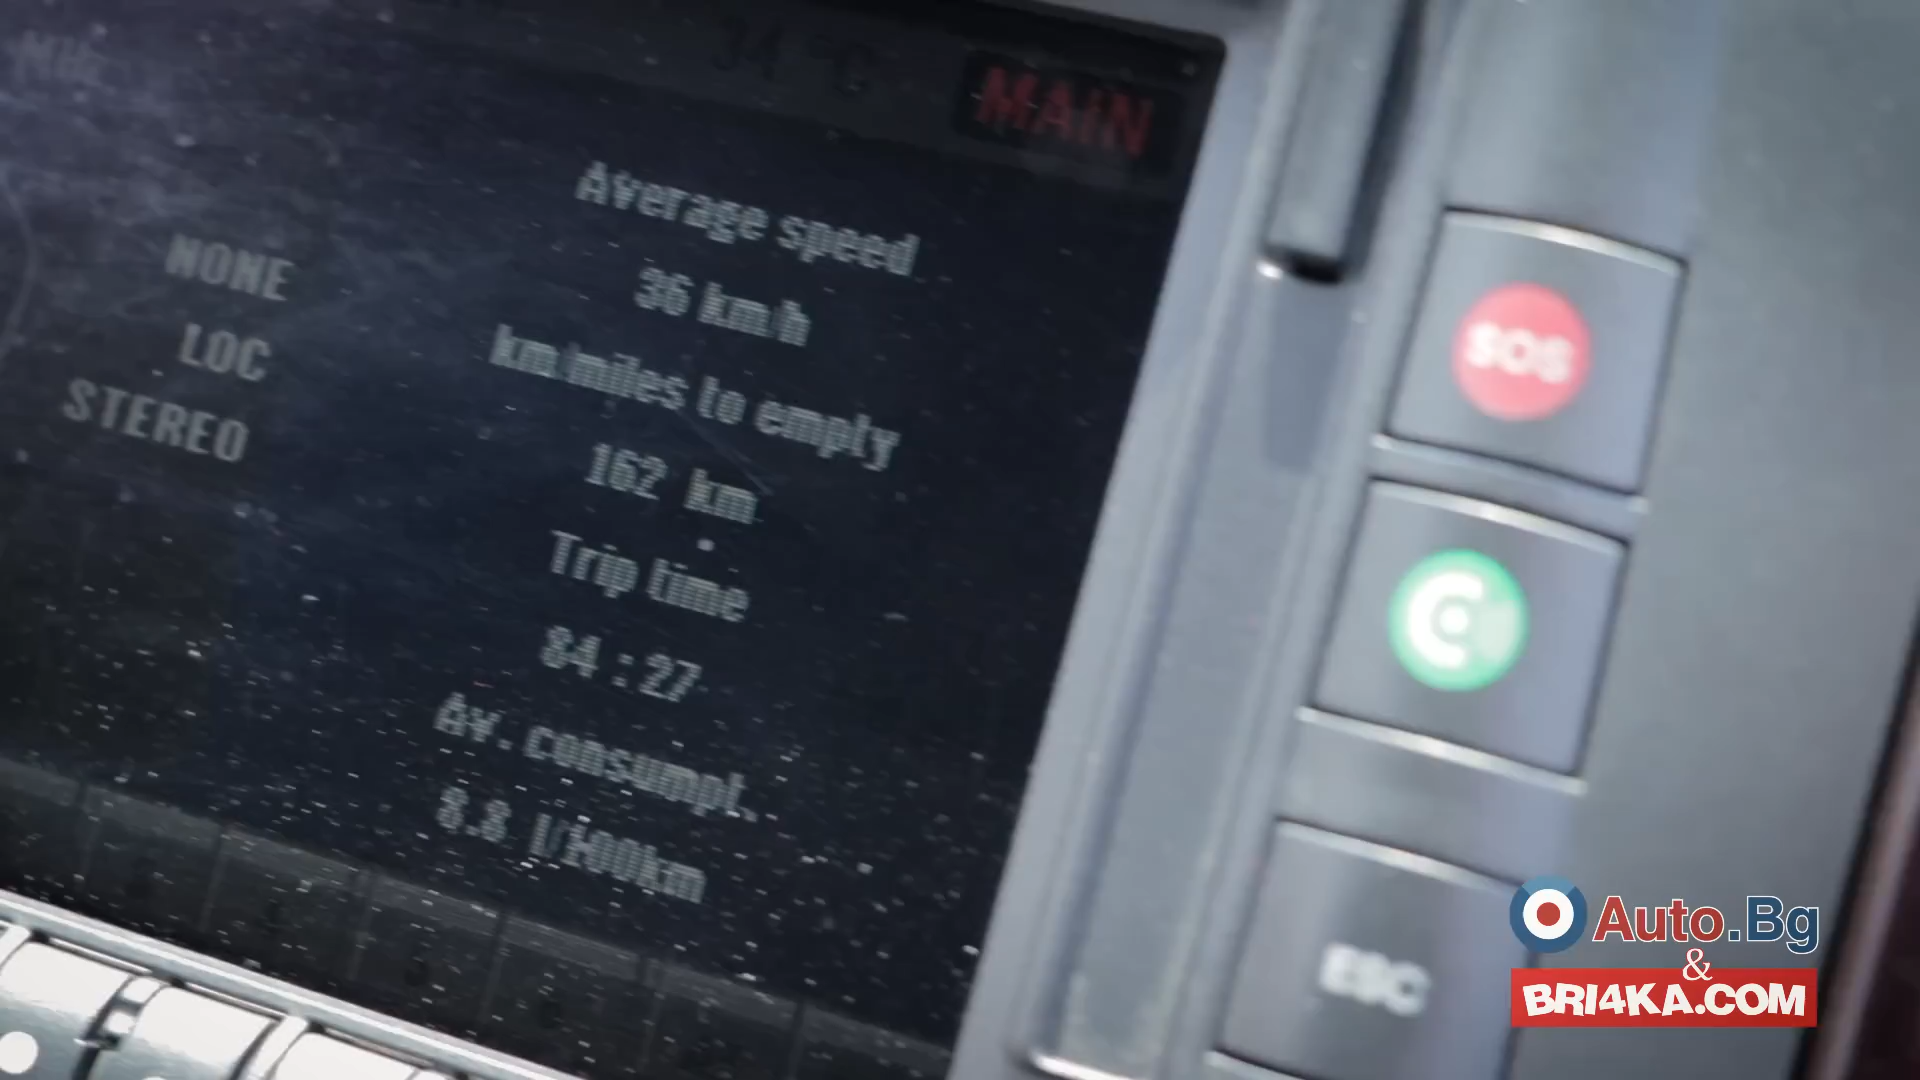 34 °C
MAiN
Average speed
36 km/h
km/miles to empty
162 km
Trip time
84 : 27
Av. consumpt.
8.8 l/100km
NONE
LOC
STEREO
SOS
ESC
Auto.Bg
&
BRI4KA.COM